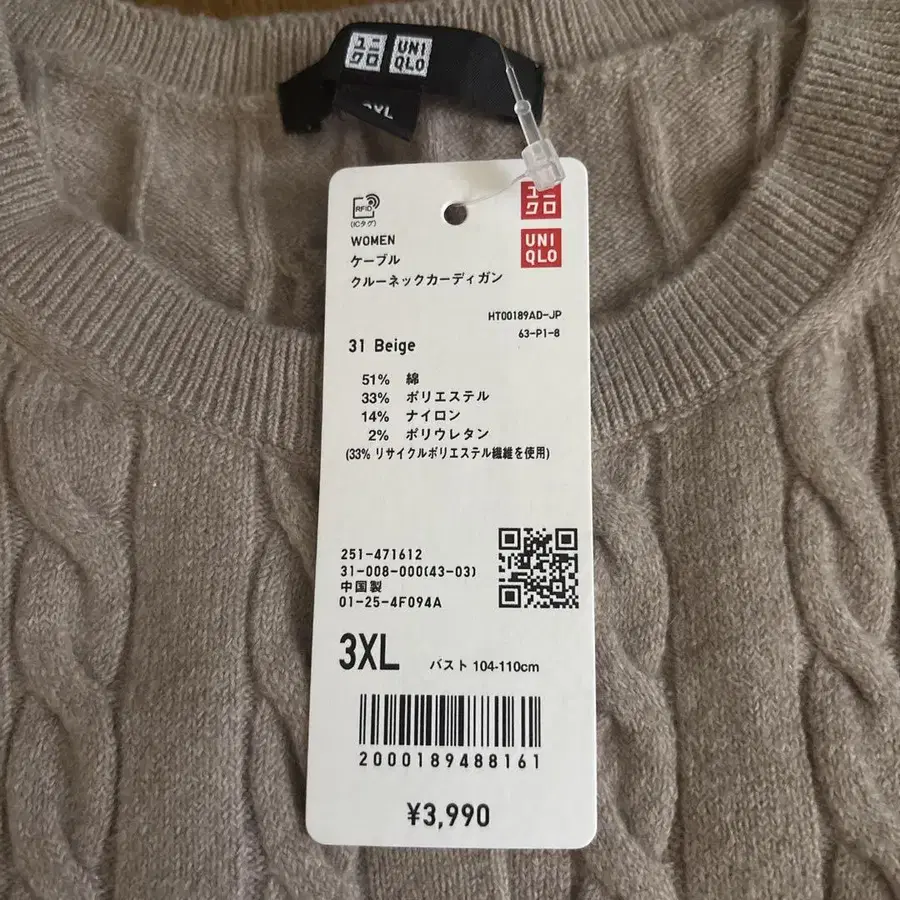 ユニ UNI
クロ QLO
3XL
RFID
(ICタグ)
ユニ
クロ
UNI
QLO
WOMEN
ケーブル
クルーネックカーディガン
HT00189AD-JP
63-P1-8
31 Beige
51% 綿
33% ポリエステル
14% ナイロン
2% ポリウレタン
(33% リサイクルポリエステル繊維を使用)
251-471612
31-008-000(43-03)
中国製
01-25-4F094A
3XL バスト 104-110cm
2000189488161
¥3,990